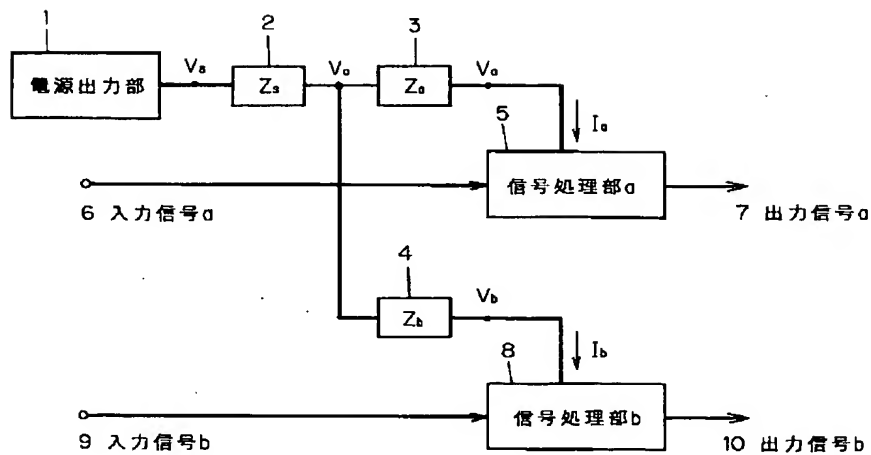 1
2
3
電源出力部
Vs
Zs
Vo
Za
Va
5
Ia
信号処理部a
6 入力信号a
7 出力信号a
4
Zb
Vb
8
Ib
信号処理部b
9 入力信号b
10 出力信号b